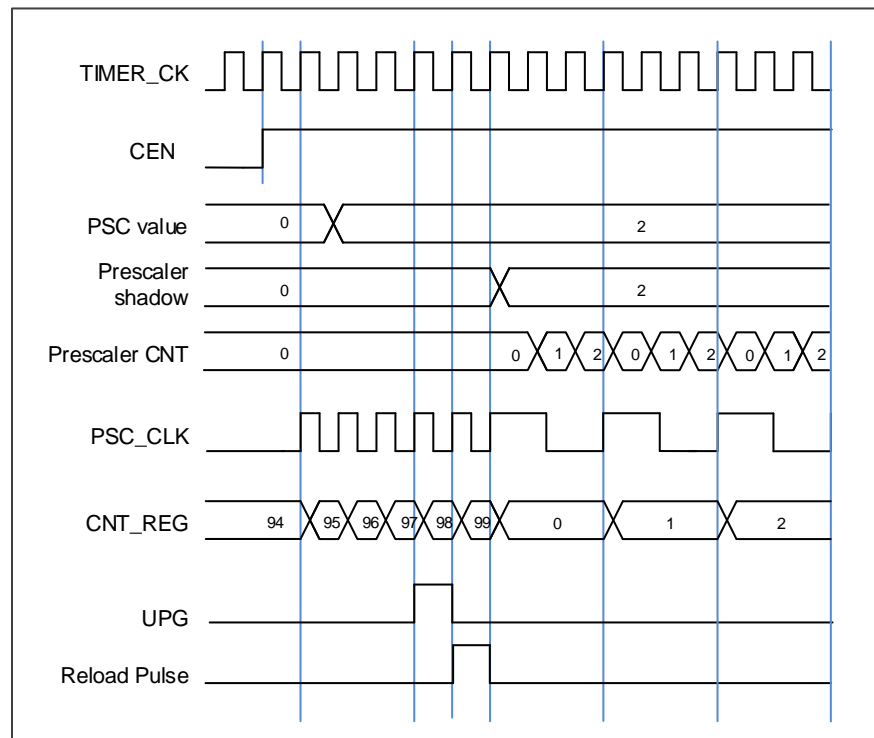 TIMER_CK
CEN
PSC value 0 2
Prescaler
shadow 0 2
Prescaler CNT 0 0 1 2 0 1 2 0 1 2
PSC_CLK
CNT_REG 94 95 96 97 98 99 0 1 2
UPG
Reload Pulse